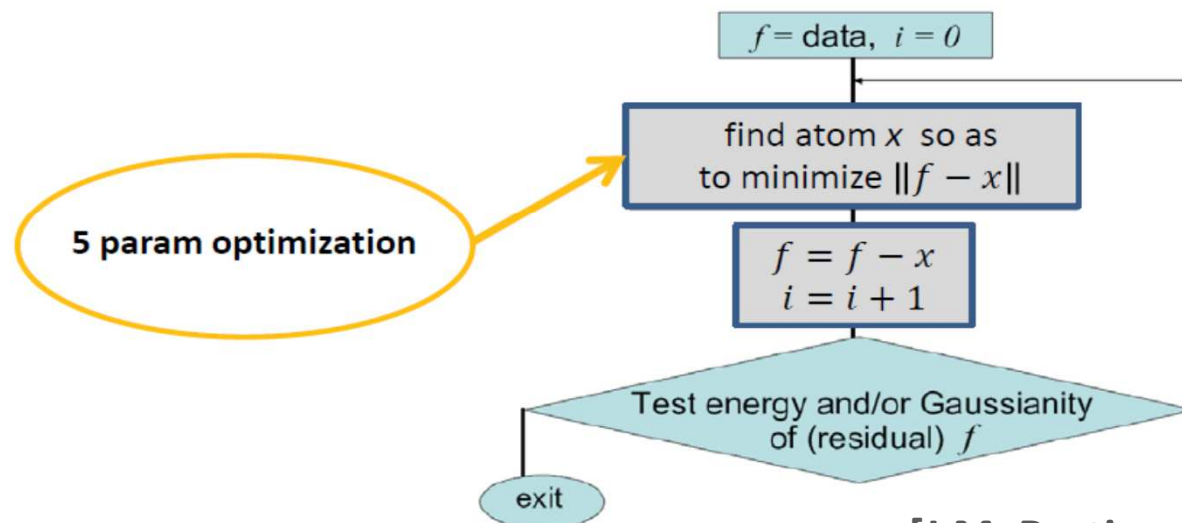 f = data, i = 0
find atom x so as
to minimize ‖f − x‖
5 param optimization
f = f − x
i = i + 1
Test energy and/or Gaussianity
of (residual) f
exit